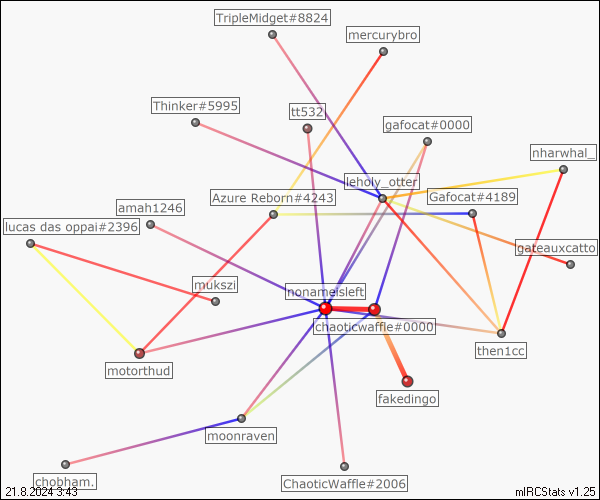 TripleMidget#8824
mercurybro
Thinker#5995
tt532
gafocat#0000
nharwhal_
leholy_otter
Azure Reborn#4243
Gafocat#4189
amah1246
lucas das oppai#2396
gateauxcatto
mukszi
nonameisleft
chaoticwaffle#0000
then1cc
motorthud
fakedingo
moonraven
chobham.
ChaoticWaffle#2006
21.8.2024 3:43
mIRCStats v1.25